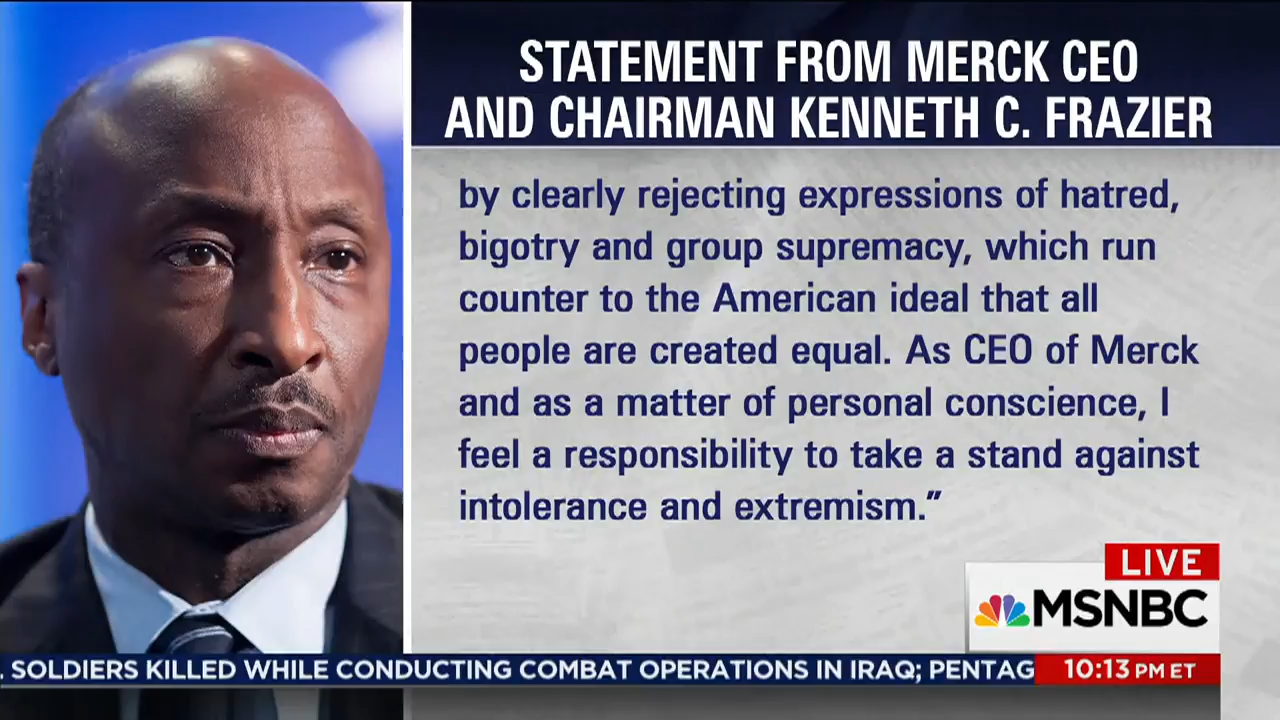 STATEMENT FROM MERCK CEO
AND CHAIRMAN KENNETH C. FRAZIER
by clearly rejecting expressions of hatred,
bigotry and group supremacy, which run
counter to the American ideal that all
people are created equal. As CEO of Merck
and as a matter of personal conscience, I
feel a responsibility to take a stand against
intolerance and extremism.”
LIVE
MSNBC
. SOLDIERS KILLED WHILE CONDUCTING COMBAT OPERATIONS IN IRAQ; PENTAG
10:13 PM ET